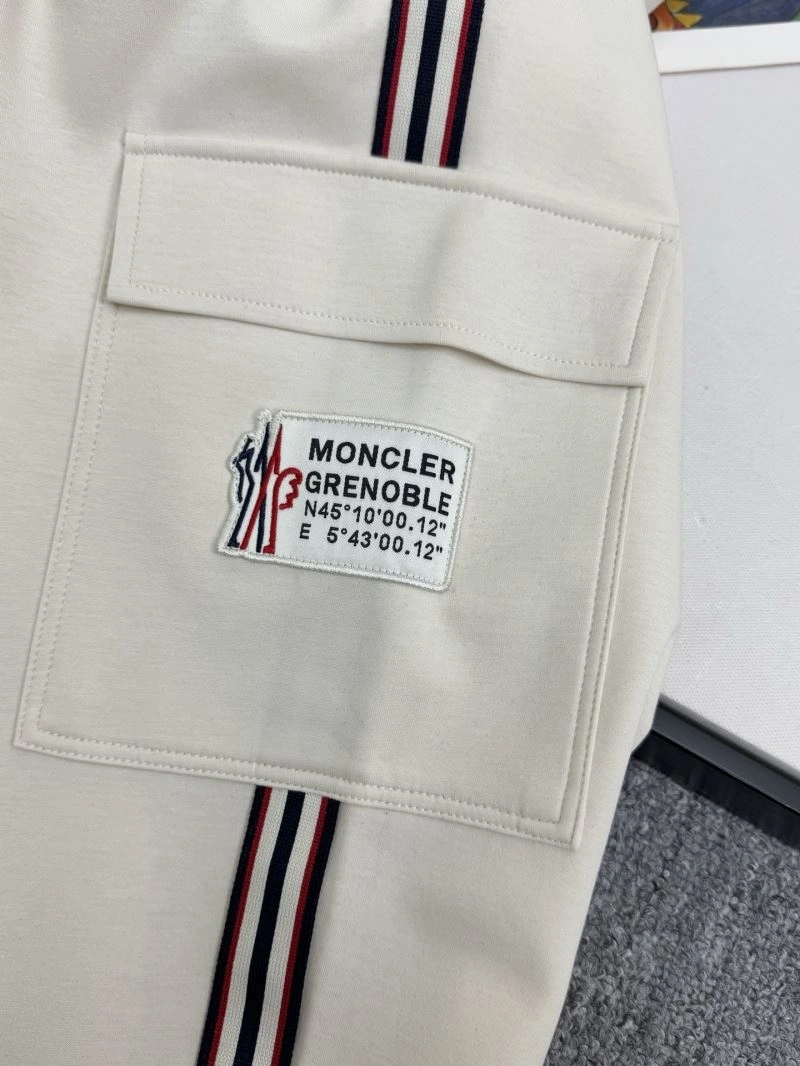 MONCLER
GRENOBLE
N45°10'00.12"
E 5°43'00.12"